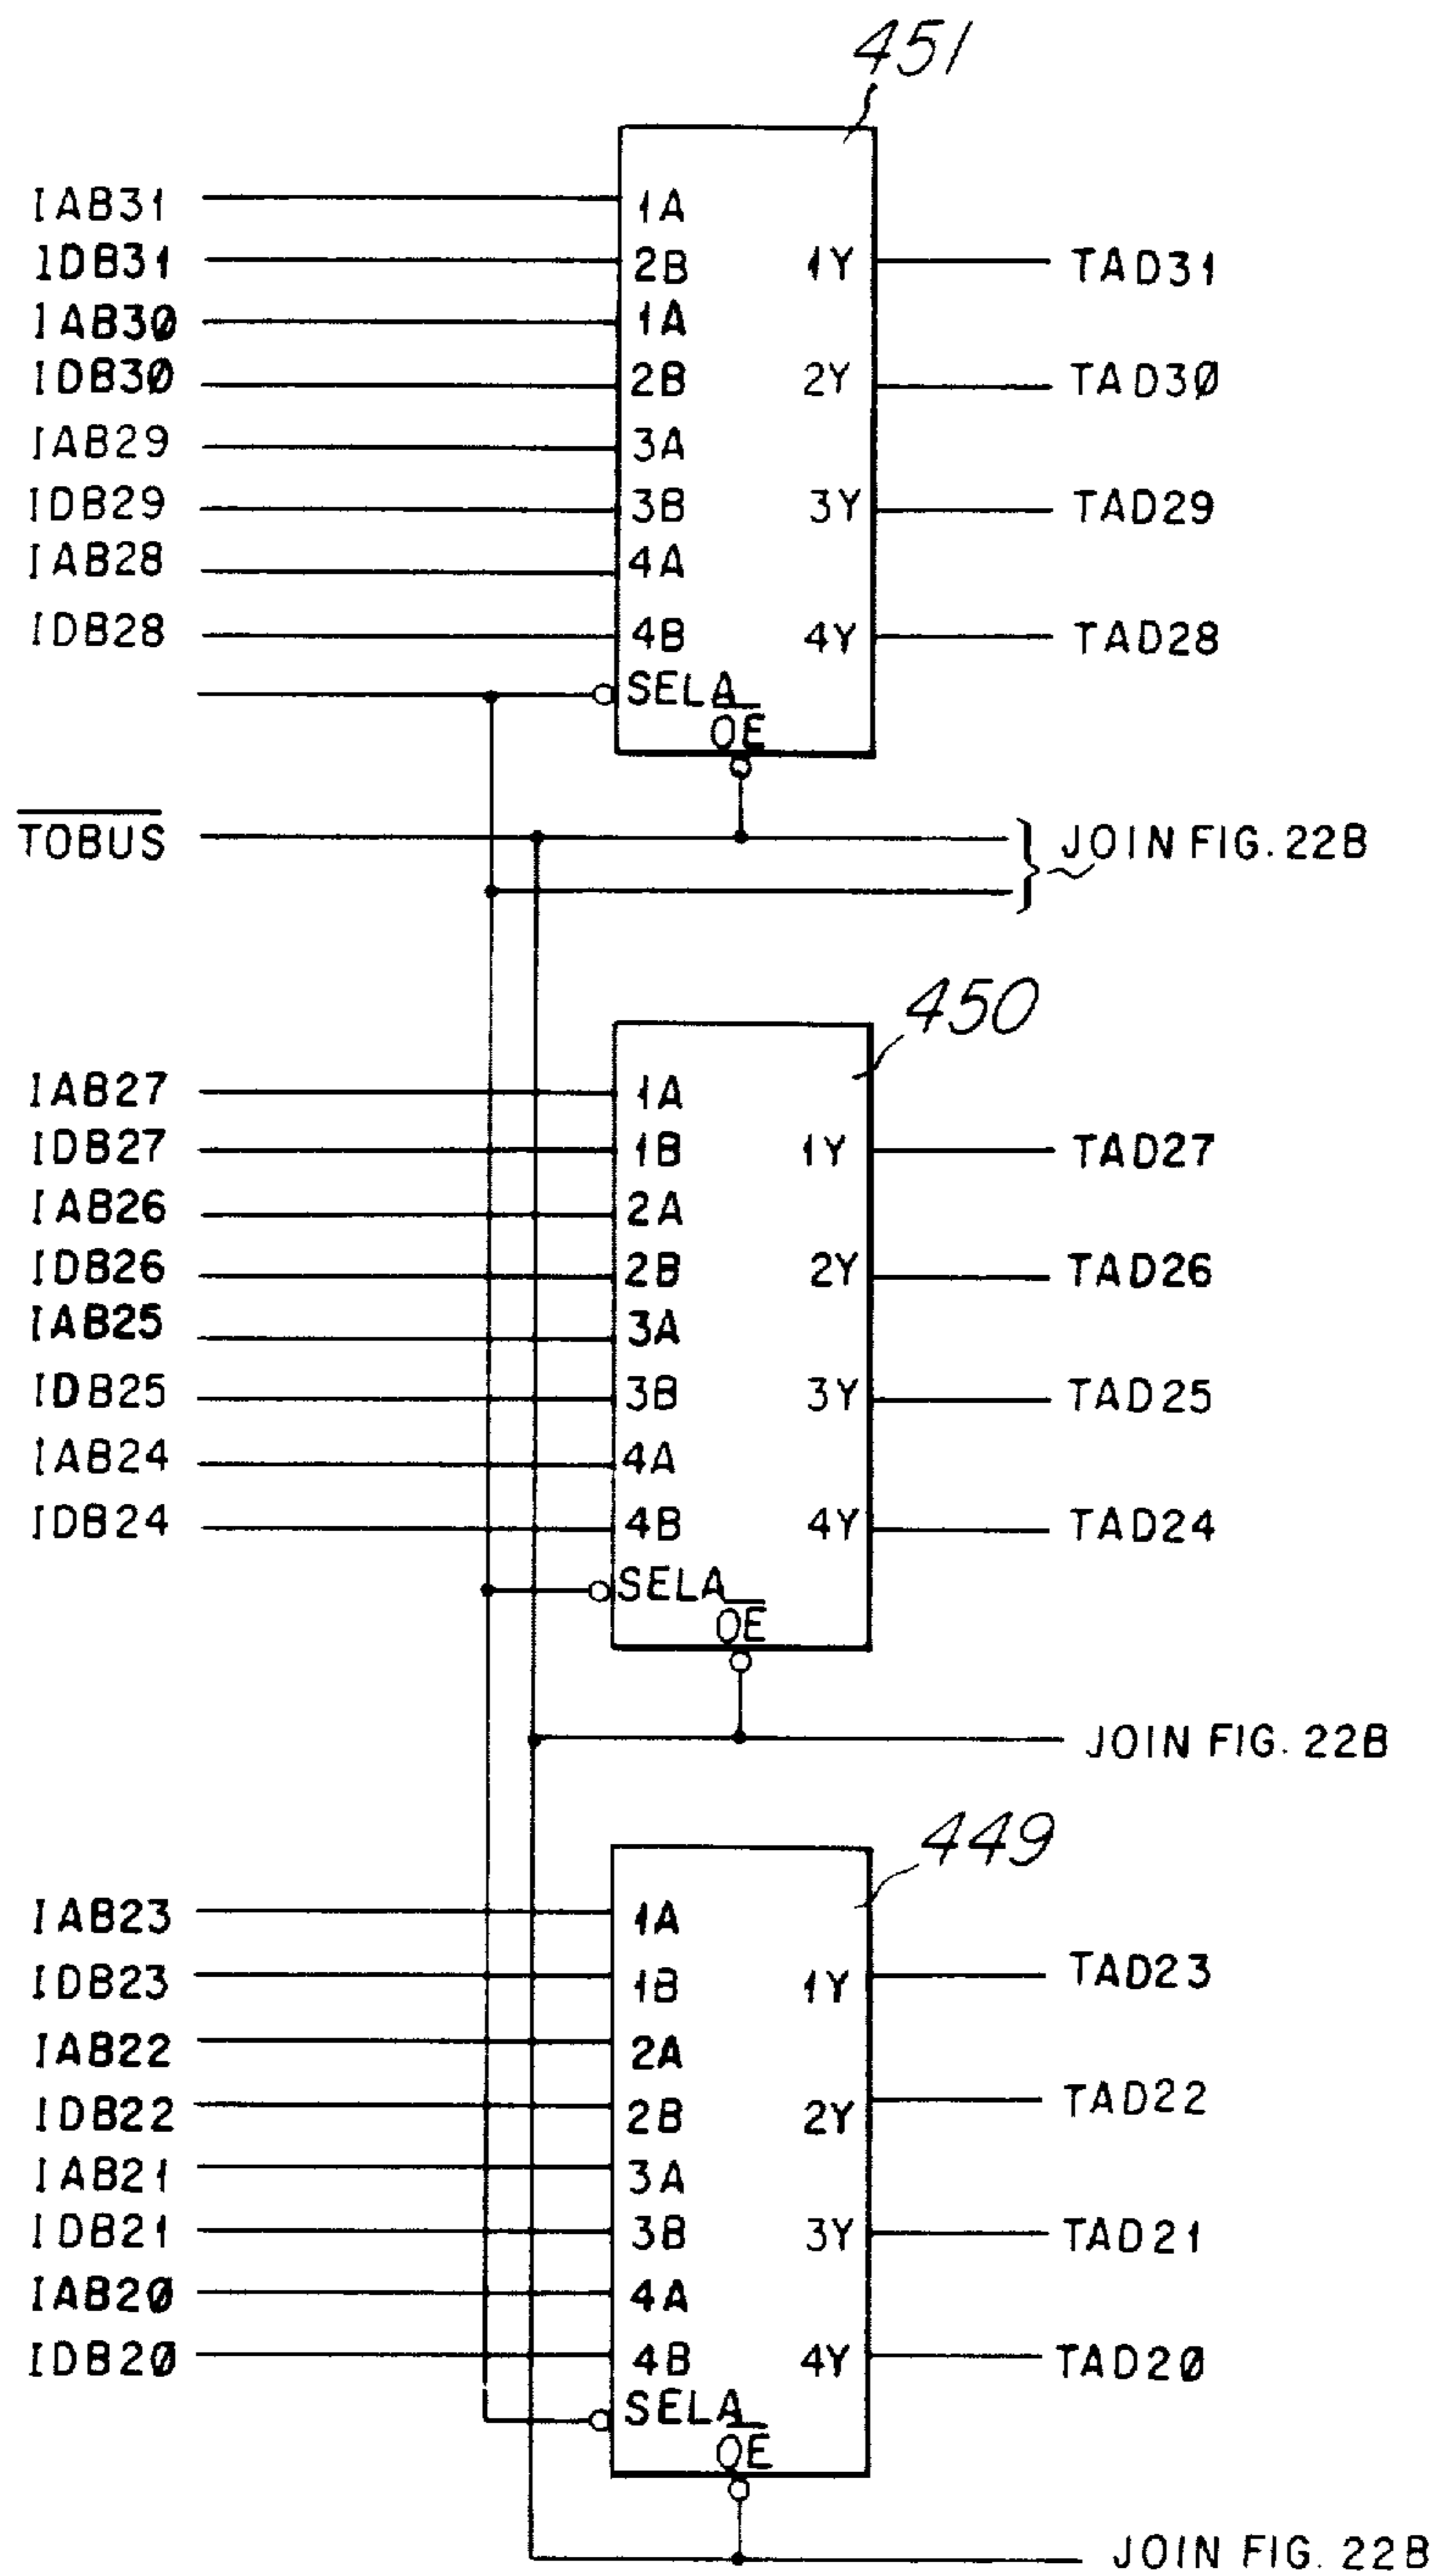 451
IAB31 1A
IDB31 2B 1Y TAD31
IAB30 1A
IDB30 2B 2Y TAD30
IAB29 3A
IDB29 3B 3Y TAD29
IAB28 4A
IDB28 4B 4Y TAD28
SELA
OE
TOBUS JOIN FIG. 22B
450
IAB27 1A
IDB27 1B 1Y TAD27
IAB26 2A
IDB26 2B 2Y TAD26
IAB25 3A
IDB25 3B 3Y TAD25
IAB24 4A
IDB24 4B 4Y TAD24
SELA
OE
JOIN FIG. 22B
449
IAB23 1A
IDB23 1B 1Y TAD23
IAB22 2A
IDB22 2B 2Y TAD22
IAB21 3A
IDB21 3B 3Y TAD21
IAB20 4A
IDB20 4B 4Y TAD20
SELA
OE
JOIN FIG. 22B